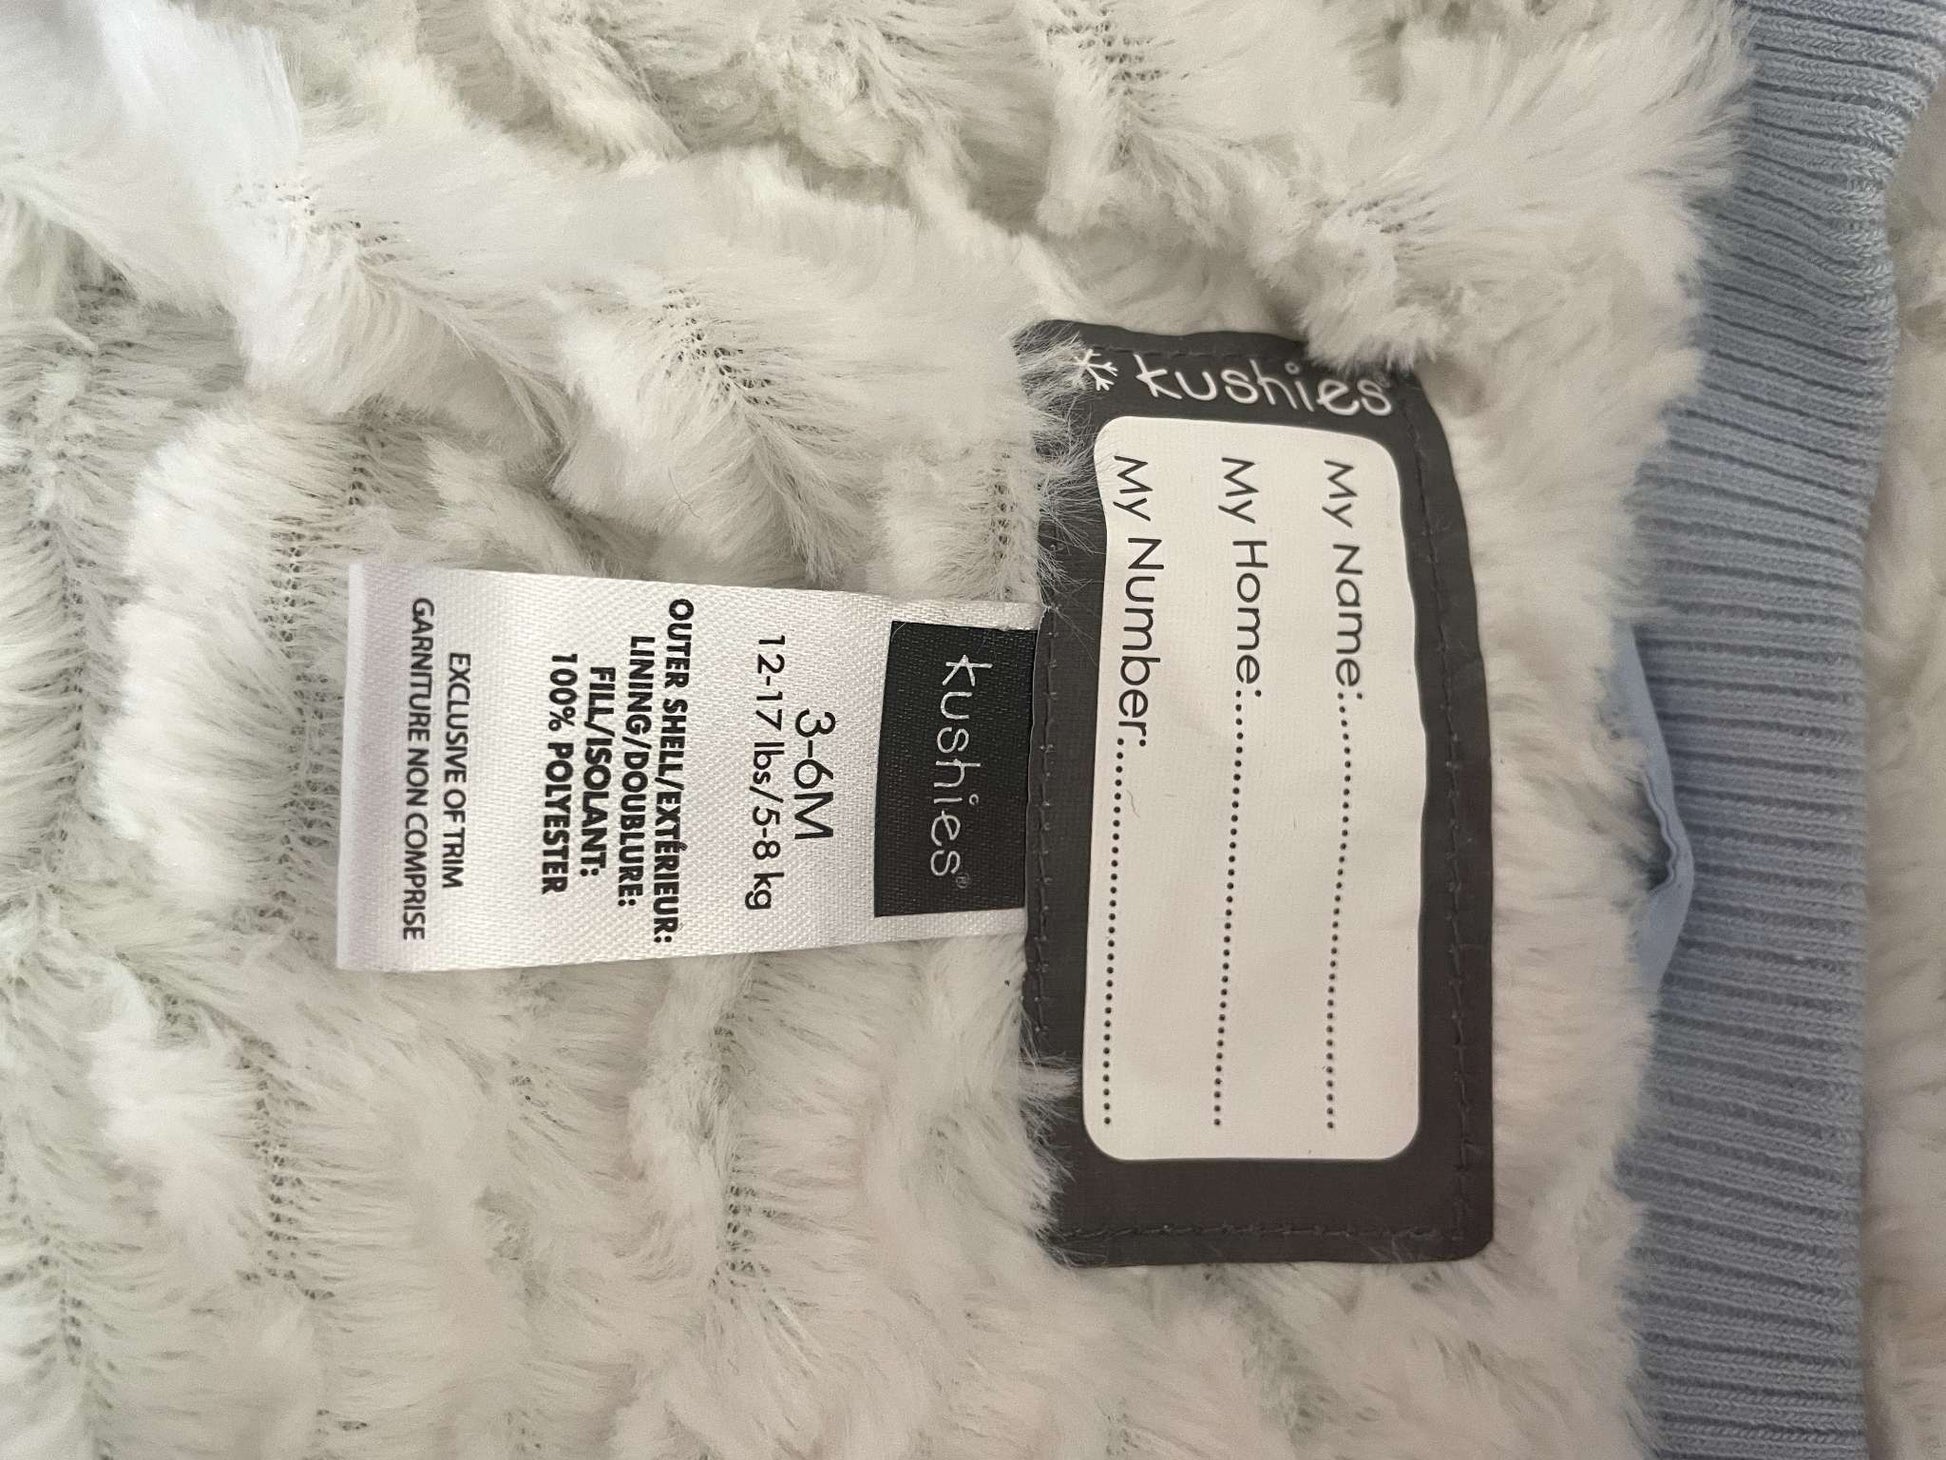 kushies®
My Name:
My Home:
My Number:
kushies®
3-6M
12-17 lbs/5-8 kg
OUTER SHELL/EXTÉRIEUR:
LINING/DOUBLURE:
FILL/ISOLANT:
100% POLYESTER
EXCLUSIVE OF TRIM
GARNITURE NON COMPRISE